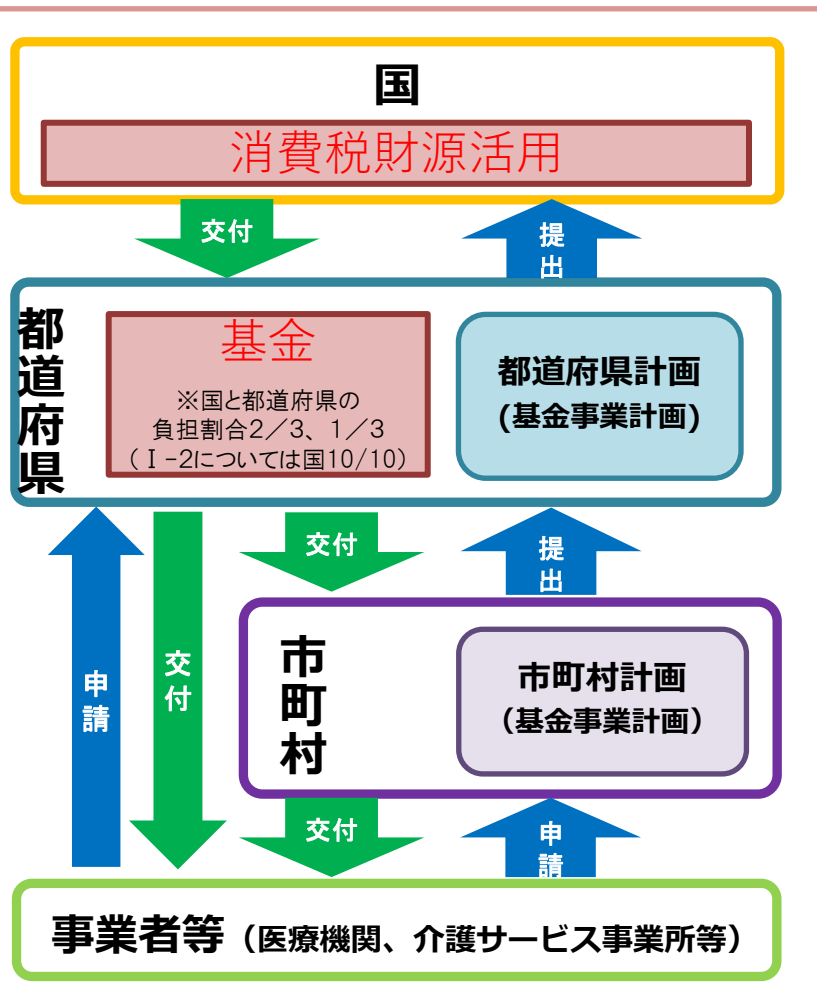 国
消費税財源活用
交付
提出
都道府県
基金
※国と都道府県の
負担割合2／3、1／3
（Ⅰ-2については国10/10）
都道府県計画
(基金事業計画)
交付
提出
申請
交付
市町村
市町村計画
（基金事業計画）
交付
申請
事業者等（医療機関、介護サービス事業所等）